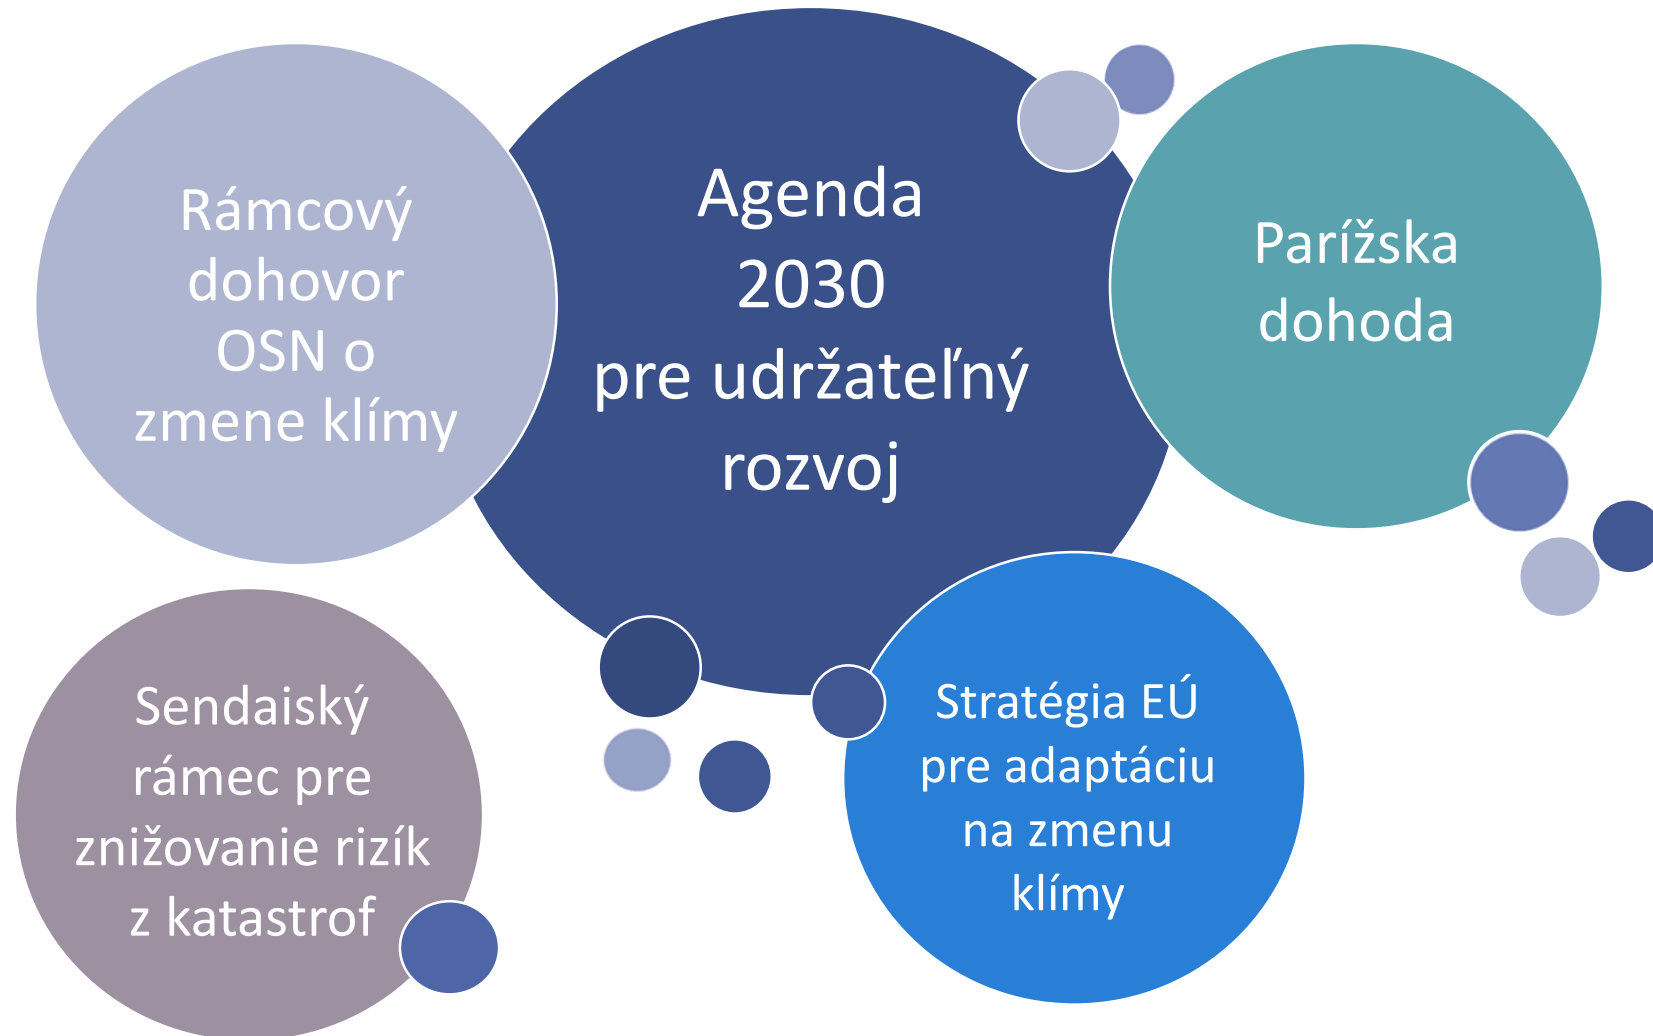 Rámcový
dohovor
OSN o
zmene klímy
Agenda
2030
pre udržateľný
rozvoj
Parížska
dohoda
Sendaiský
rámec pre
znižovanie rizík
z katastrof
Stratégia EÚ
pre adaptáciu
na zmenu
klímy